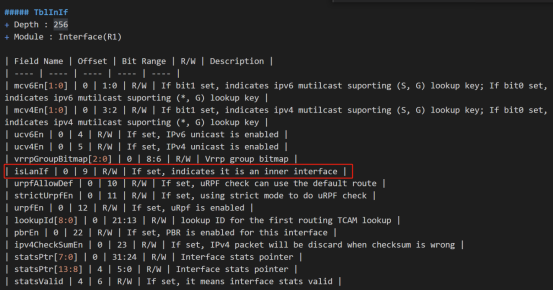 ##### TblInIf
+ Depth : 256
+ Module : Interface(R1)
| Field Name | Offset | Bit Range | R/W | Description |
| ---- | ---- | ---- | ---- | ---- |
| mcv6En[1:0] | 0 | 1:0 | R/W | If bit1 set, indicates ipv6 mutilcast suporting (S, G) lookup key; If bit0 set,
indicates ipv6 mutilcast suporting (*, G) lookup key |
| mcv4En[1:0] | 0 | 3:2 | R/W | If bit1 set, indicates ipv4 mutilcast suporting (S, G) lookup key; If bit0 set,
indicates ipv4 mutilcast suporting (*, G) lookup key |
| ucv6En | 0 | 4 | R/W | If set, IPv6 unicast is enabled |
| ucv4En | 0 | 5 | R/W | If set, IPv4 unicast is enabled |
| vrrpGroupBitmap[2:0] | 0 | 8:6 | R/W | Vrrp group bitmap |
| isLanIf | 0 | 9 | R/W | If set, indicates it is an inner interface |
| urpfAllowDef | 0 | 10 | R/W | If set, uRPF check can use the default route |
| strictUrpfEn | 0 | 11 | R/W | If set, using strict mode to do uRPF check |
| urpfEn | 0 | 12 | R/W | If set, uRpf is enabled |
| lookupId[8:0] | 0 | 21:13 | R/W | lookup ID for the first routing TCAM lookup |
| pbrEn | 0 | 22 | R/W | If set, PBR is enabled for this interface |
| ipv4CheckSumEn | 0 | 23 | R/W | If set, IPv4 packet will be discard when checksum is wrong |
| statsPtr[7:0] | 0 | 31:24 | R/W | Interface stats pointer |
| statsPtr[13:8] | 4 | 5:0 | R/W | Interface stats pointer |
| statsValid | 4 | 6 | R/W | If set, it means interface stats valid |